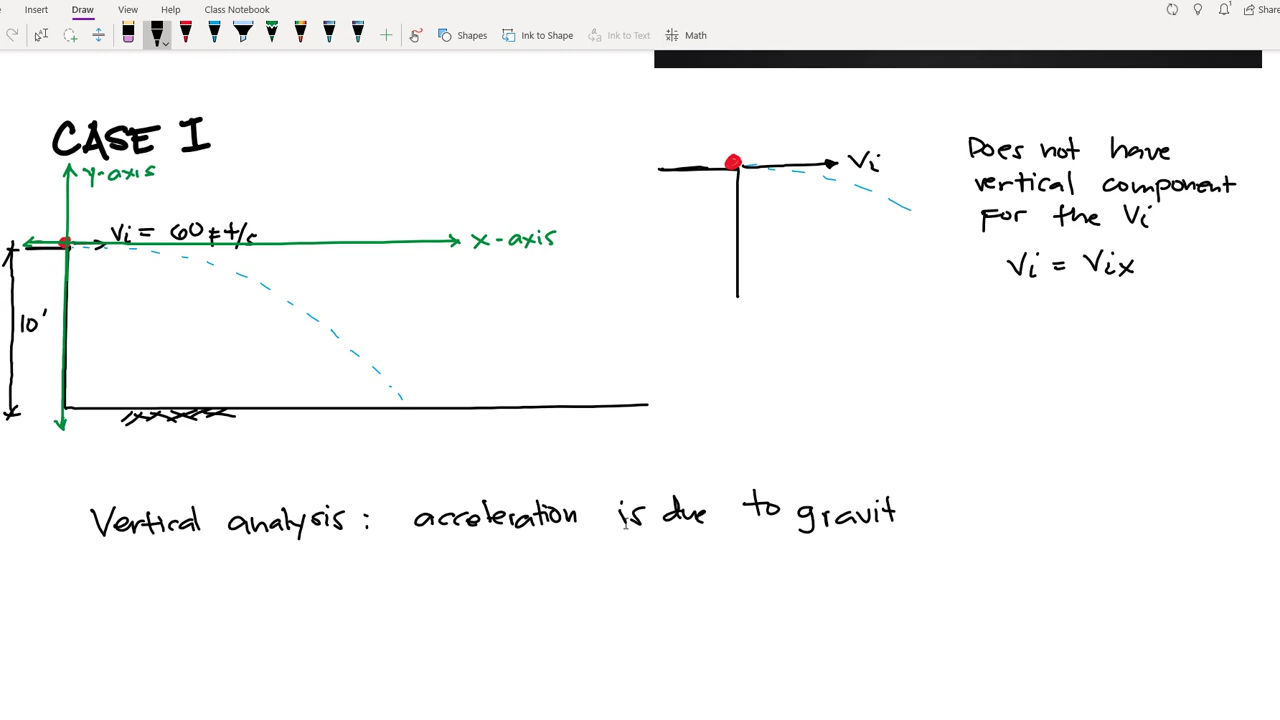 Insert Draw View Help Class Notebook
Share
Shapes Ink to Shape Ink to Text Math
CASE I
y-axis
Vi = 60 ft/s
x-axis
10'
Vi
Does not have
vertical component
for the Vi
Vi = Vix
Vertical analysis: acceleration is due to gravit